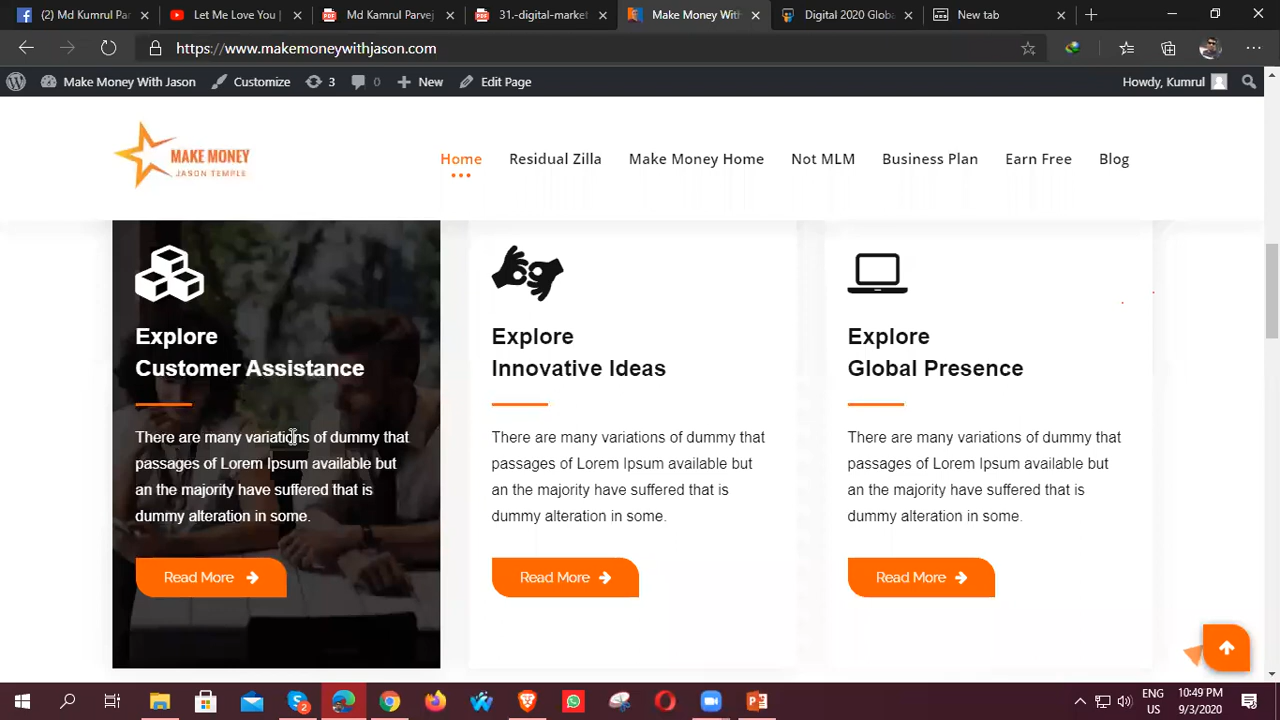 (2) Md Kumrul Parv
Let Me Love You
Md Kamrul Parvej
31.-digital-market
Make Money Wit
Digital 2020 Globa
New tab
https://www.makemoneywithjason.com
Make Money With Jason
Customize
3
0
New
Edit Page
Howdy, Kumrul
MAKE MONEY
JASON TEMPLE
Home
Residual Zilla
Make Money Home
Not MLM
Business Plan
Earn Free
Blog
Explore
Customer Assistance
There are many variations of dummy that
passages of Lorem Ipsum available but
an the majority have suffered that is
dummy alteration in some.
Read More
Explore
Innovative Ideas
There are many variations of dummy that
passages of Lorem Ipsum available but
an the majority have suffered that is
dummy alteration in some.
Read More
Explore
Global Presence
There are many variations of dummy that
passages of Lorem Ipsum available but
an the majority have suffered that is
dummy alteration in some.
Read More
ENG
US
10:49 PM
9/3/2020